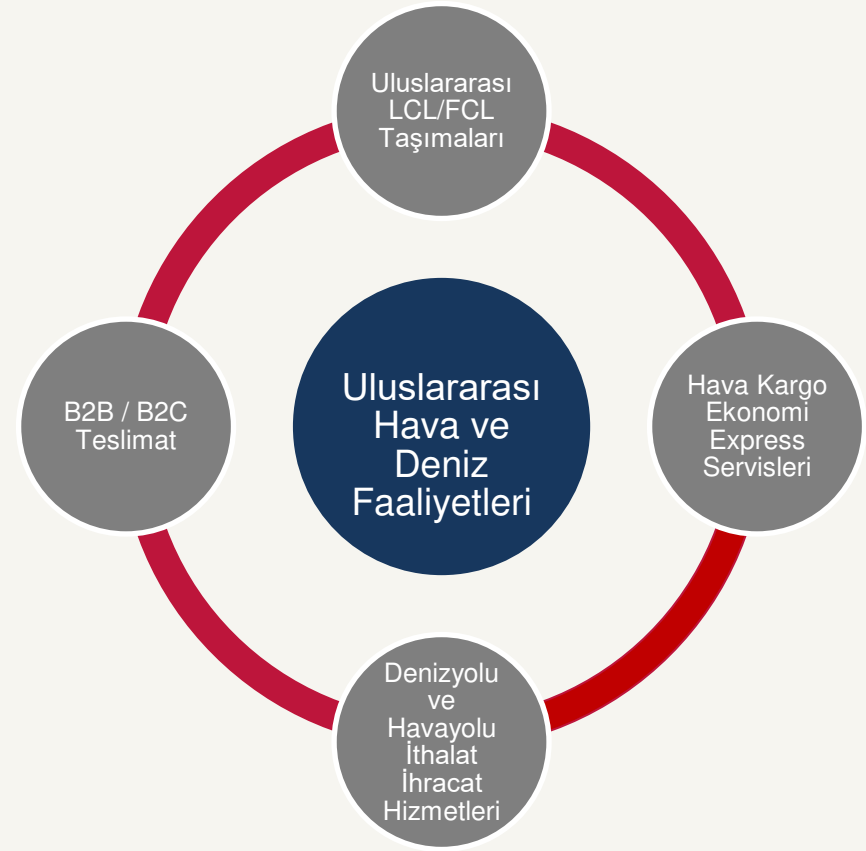 Uluslararası
LCL/FCL
Taşımaları
B2B / B2C
Teslimat
Uluslararası
Hava ve
Deniz
Faaliyetleri
Hava Kargo
Ekonomi
Express
Servisleri
Denizyolu
ve
Havayolu
İthalat
İhracat
Hizmetleri